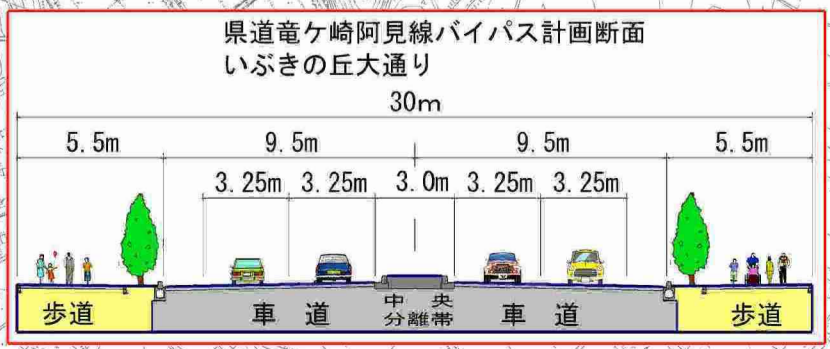 県道竜ケ崎阿見線バイパス計画断面
いぶきの丘大通り
30m
5.5m 9.5m 9.5m 5.5m
3.25m 3.25m 3.0m 3.25m 3.25m
歩道 車道 中央 車道 歩道
分離帯